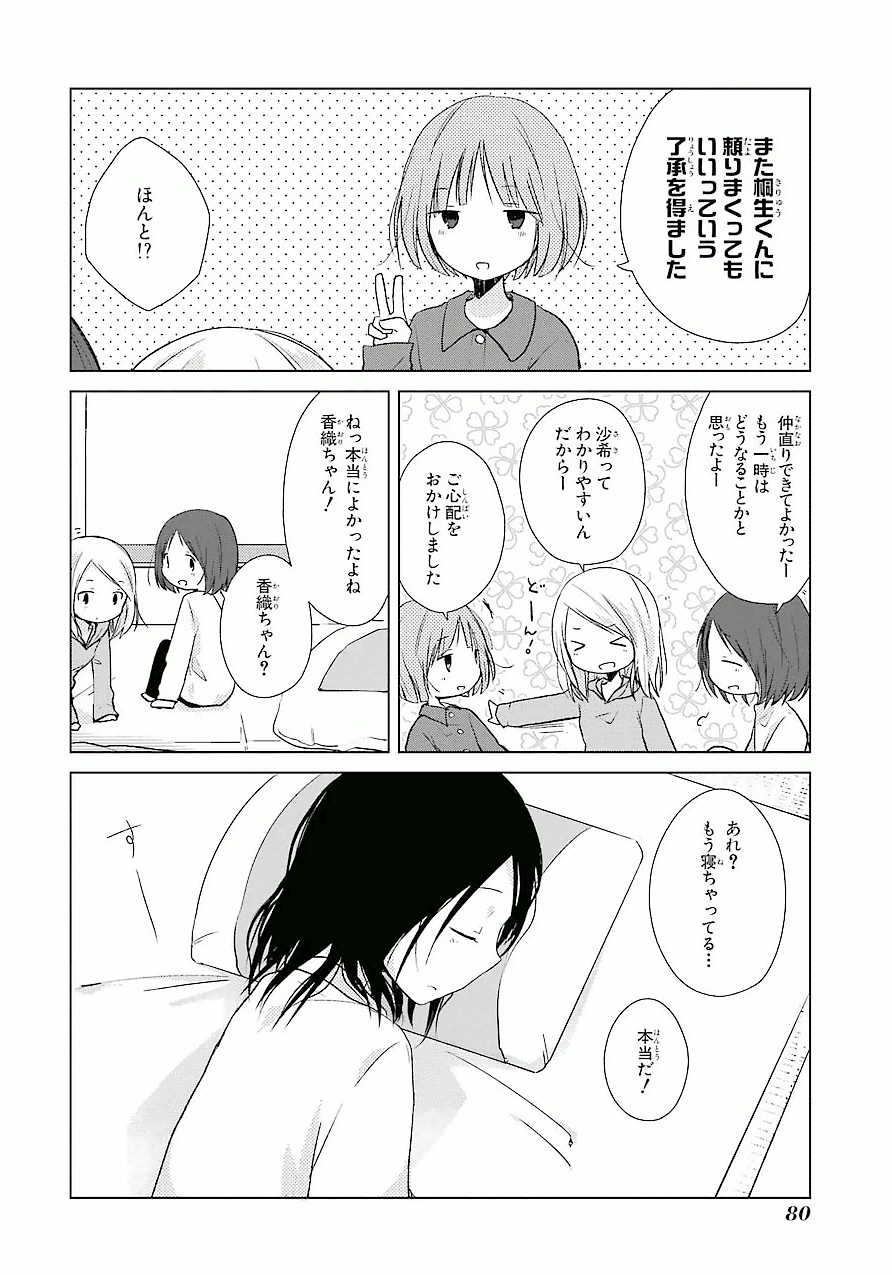 また桐生くんに
頼りまくっても
いいっていう
了承を得ました
ほんと!?
仲直りできてよかったー
もう一時は
どうなることかと
思ったよー
沙希って
わかりやすいん
だからー
どーん!
ご心配を
おかけしました
ねっ本当によかったよね
香織ちゃん!
香織ちゃん?
あれ?
もう寝ちゃってる…
本当だ!
す
80